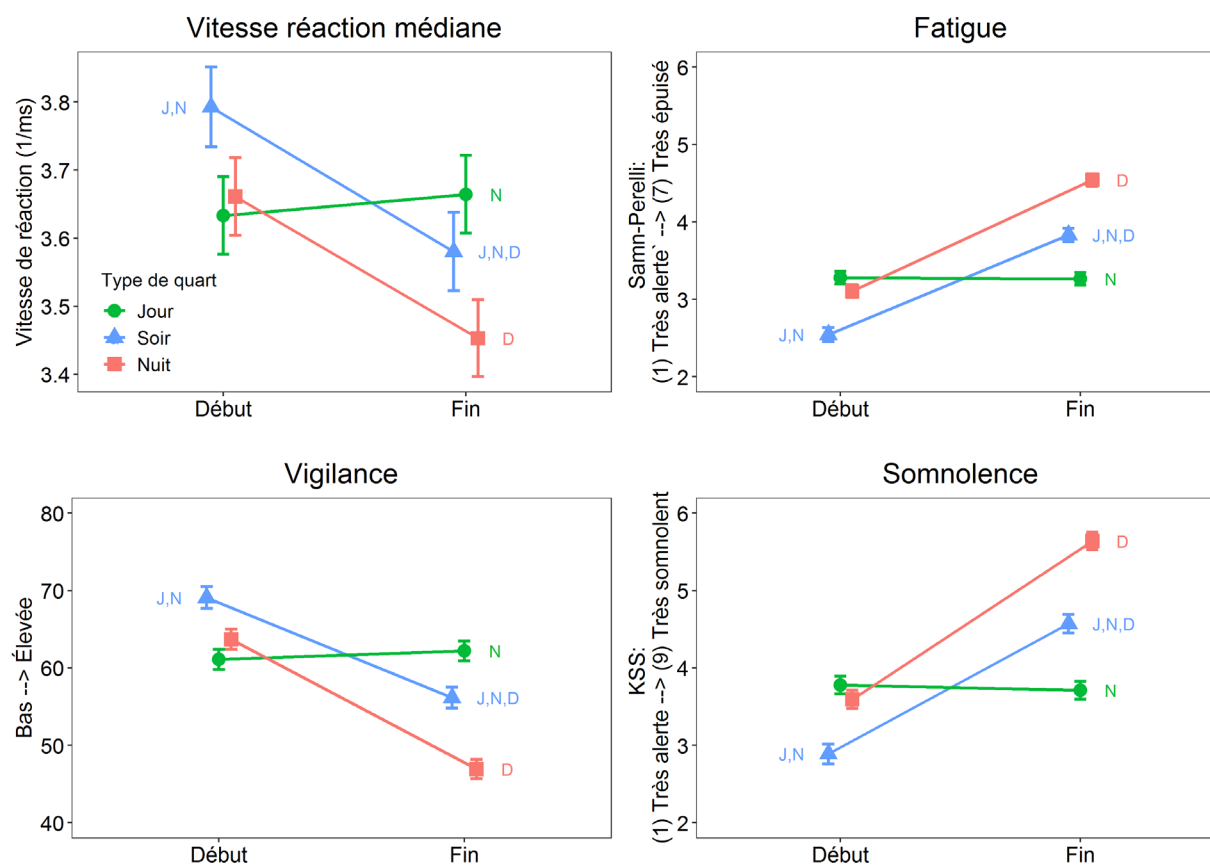 Vitesse réaction médiane
Vitesse de réaction (1/ms)
3.8
3.7
3.6
3.5
3.4
J,N
N
J,N,D
D
Type de quart
Jour
Soir
Nuit
Début
Fin
Fatigue
Samn-Perelli:
(1) Très alerte` --> (7) Très épuisé
6
5
4
3
2
J,N
D
J,N,D
N
Début
Fin
Vigilance
Bas --> Élevée
80
70
60
50
40
J,N
N
J,N,D
D
Début
Fin
Somnolence
KSS:
(1) Très alerte --> (9) Très somnolent
6
5
4
3
2
J,N
D
J,N,D
N
Début
Fin